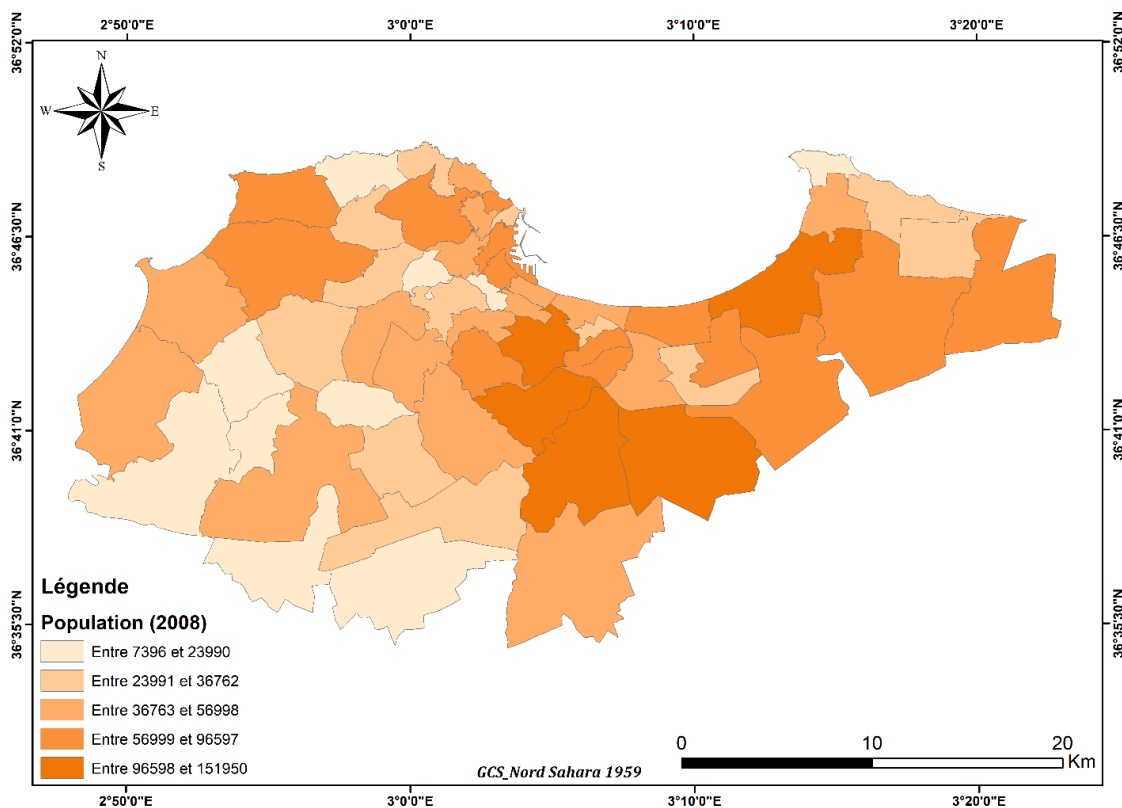 2°50'0"E 3°0'0"E 3°10'0"E 3°20'0"E
36°52'0"N 36°52'0"N
N
W E
S
36°46'30"N 36°46'30"N
36°41'0"N 36°41'0"N
36°35'30"N 36°35'30"N
Légende
Population (2008)
Entre 7396 et 23990
Entre 23991 et 36762
Entre 36763 et 56998
Entre 56999 et 96597
Entre 96598 et 151950
GCS_Nord Sahara 1959
0 10 20
Km
2°50'0"E 3°0'0"E 3°10'0"E 3°20'0"E